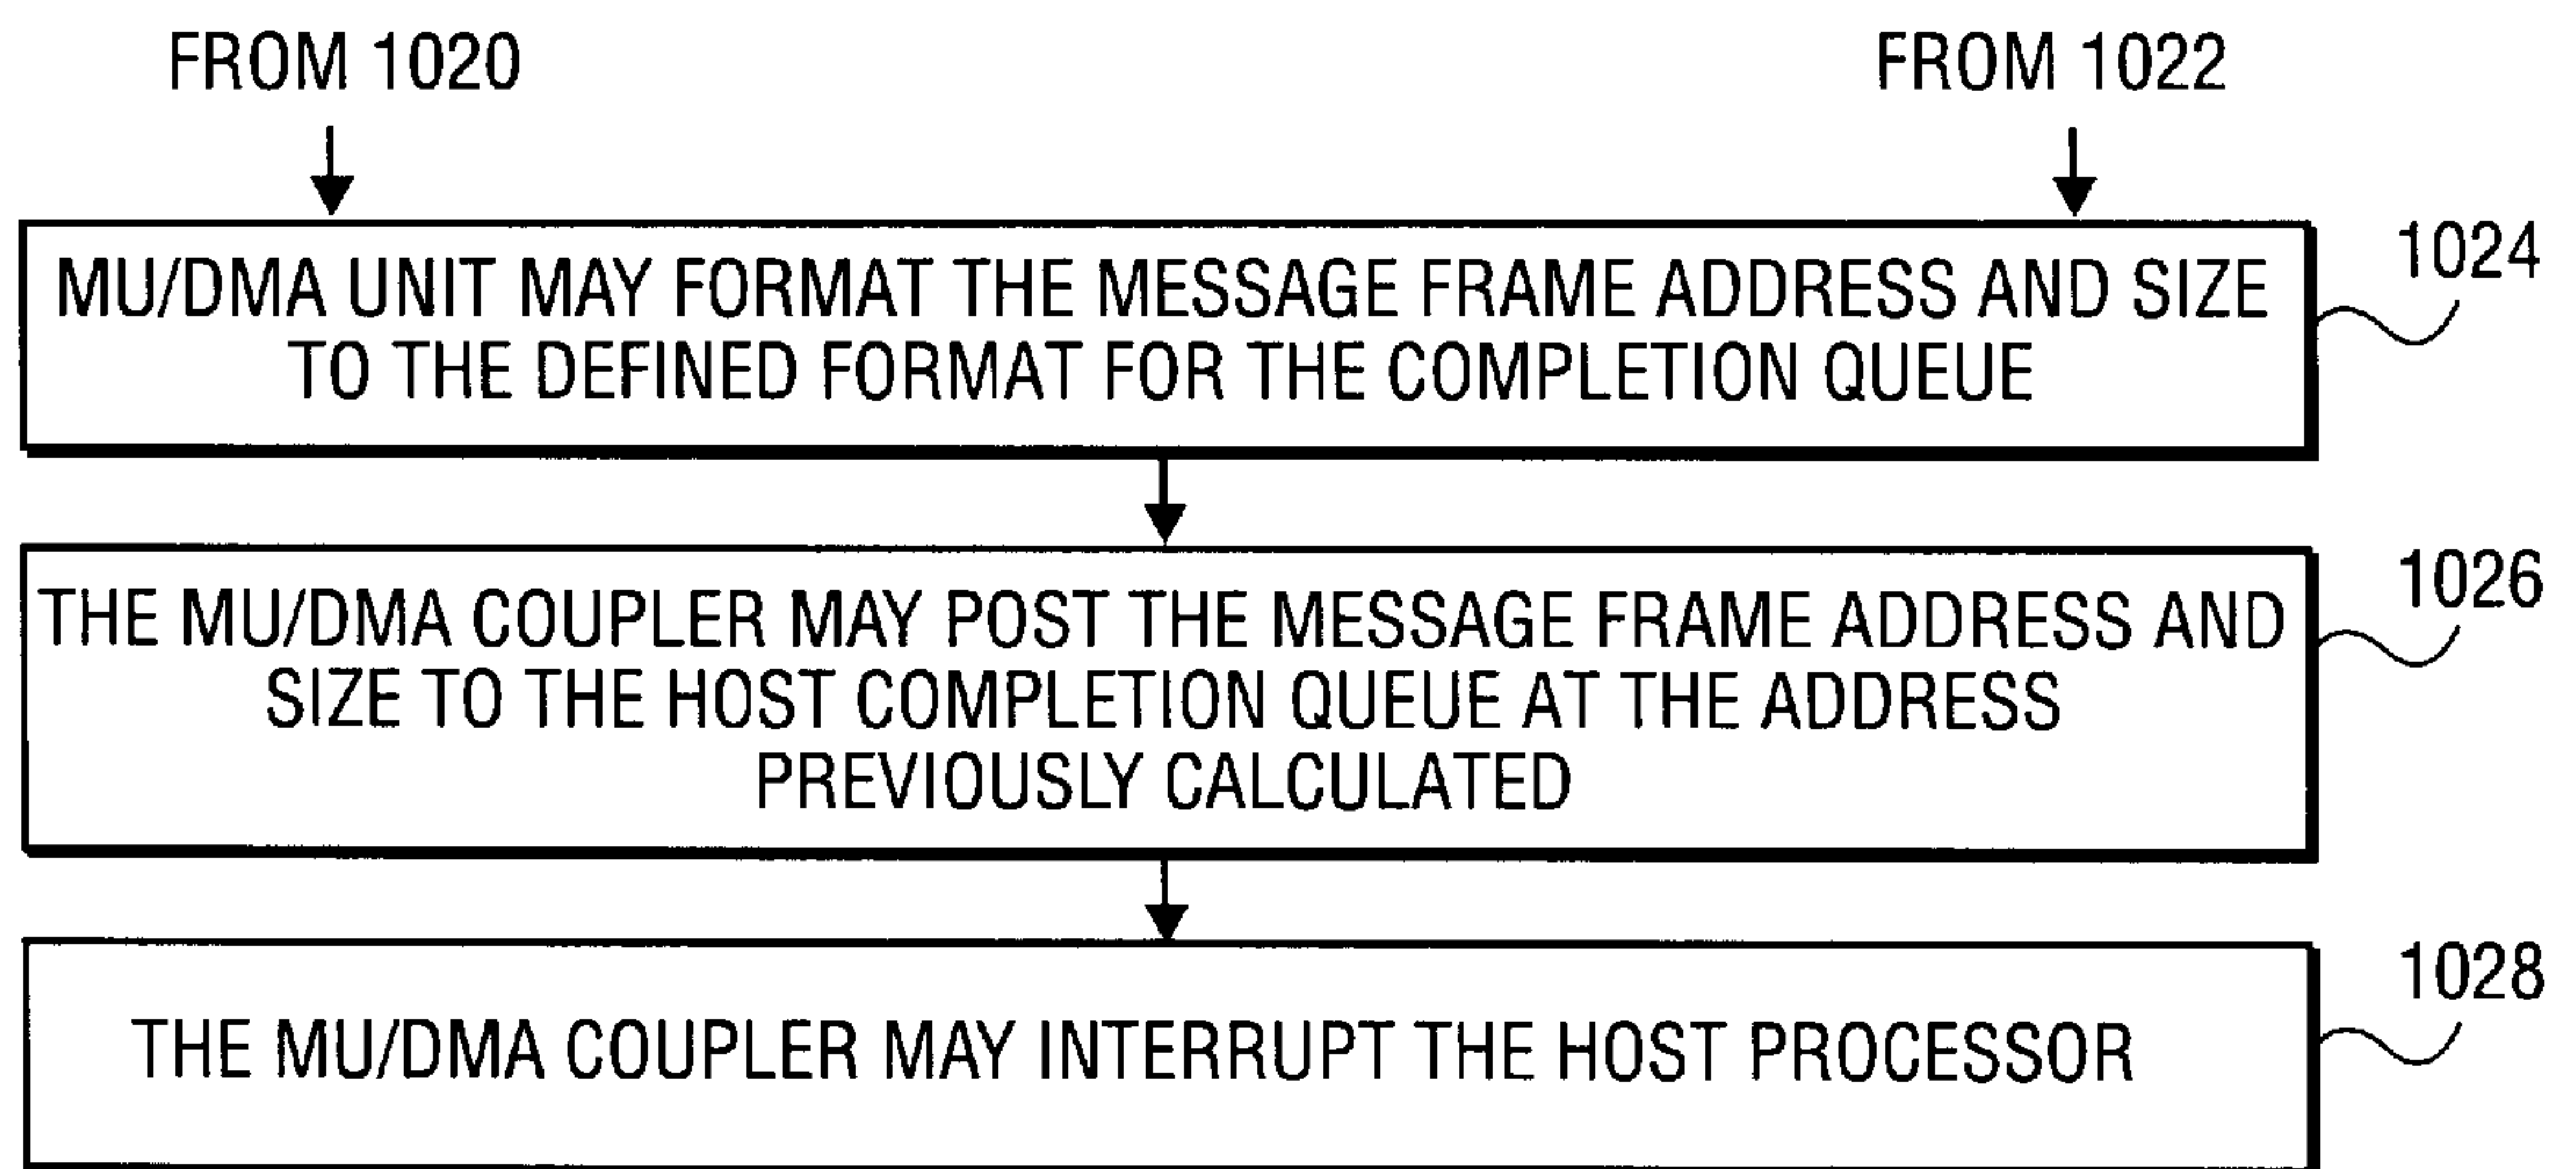 FROM 1020
FROM 1022
MU/DMA UNIT MAY FORMAT THE MESSAGE FRAME ADDRESS AND SIZE
TO THE DEFINED FORMAT FOR THE COMPLETION QUEUE
1024
THE MU/DMA COUPLER MAY POST THE MESSAGE FRAME ADDRESS AND
SIZE TO THE HOST COMPLETION QUEUE AT THE ADDRESS
PREVIOUSLY CALCULATED
1026
THE MU/DMA COUPLER MAY INTERRUPT THE HOST PROCESSOR
1028